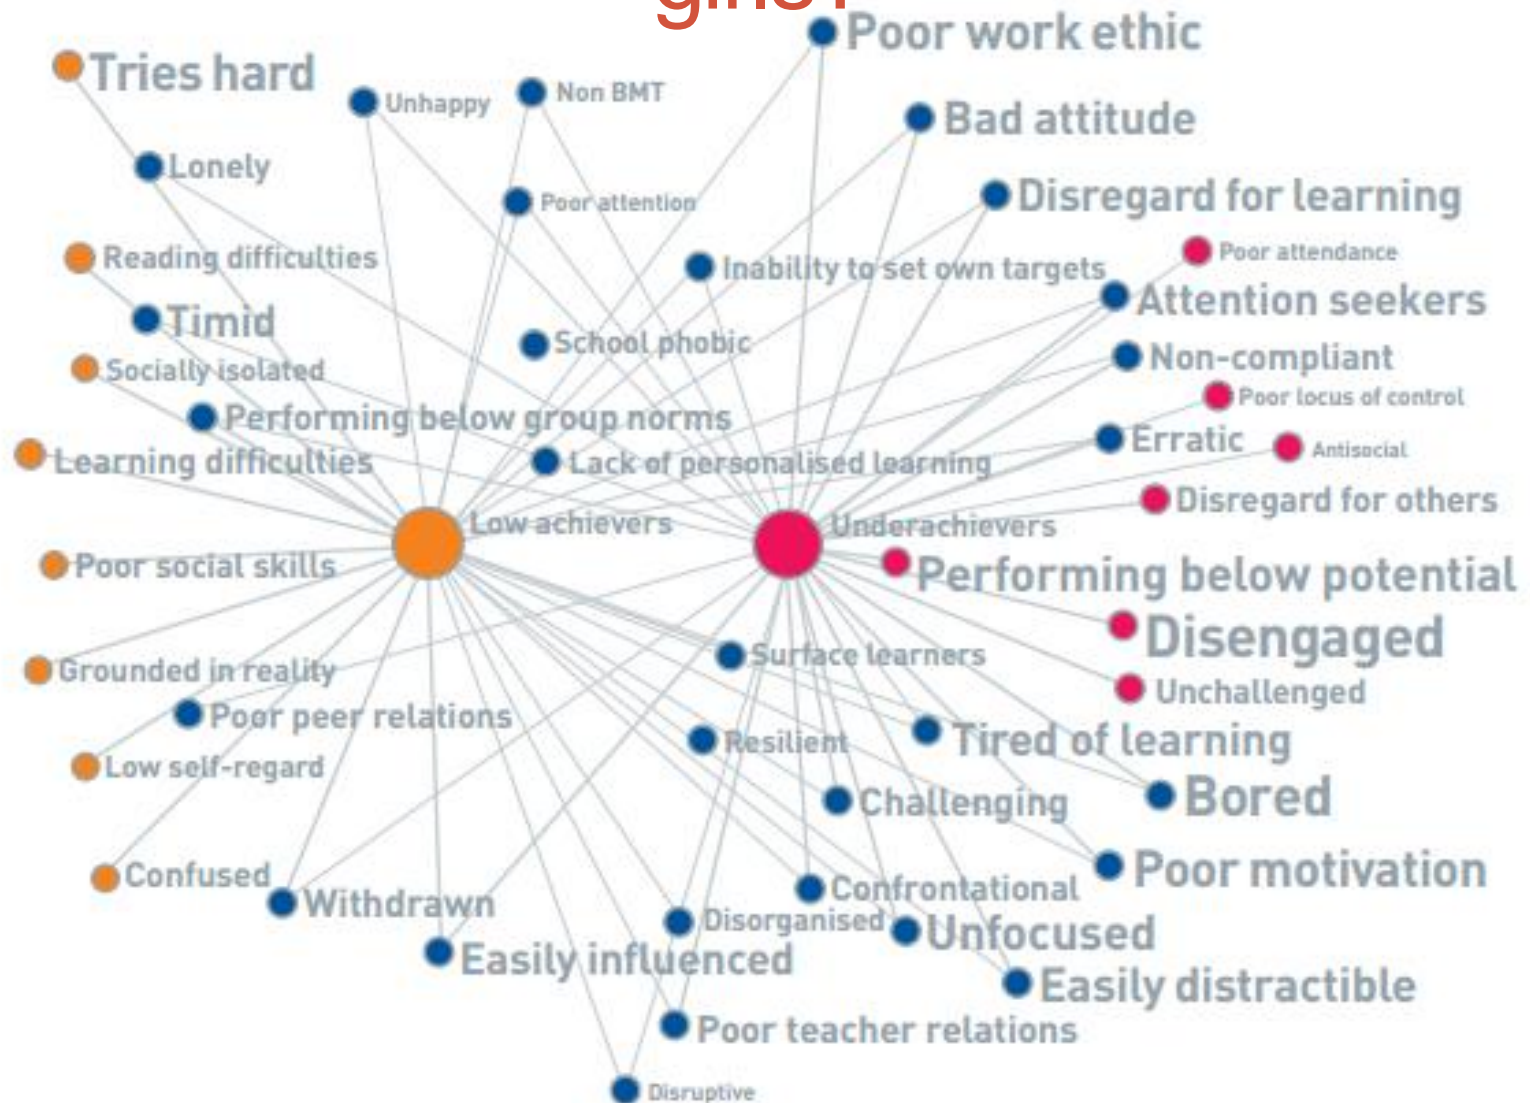 Poor work ethic
Tries hard
Unhappy
Non BMT
Bad attitude
Lonely
Poor attention
Disregard for learning
Reading difficulties
Inability to set own targets
Poor attendance
Attention seekers
Timid
School phobic
Non-compliant
Socially isolated
Poor locus of control
Performing below group norms
Erratic
Antisocial
Learning difficulties
Lack of personalised learning
Disregard for others
Low achievers
Underachievers
Poor social skills
Performing below potential
Disengaged
Grounded in reality
Surface learners
Unchallenged
Poor peer relations
Resilient
Tired of learning
Low self-regard
Challenging
Bored
Confused
Withdrawn
Confrontational
Poor motivation
Disorganised
Unfocused
Easily influenced
Easily distractible
Poor teacher relations
Disruptive